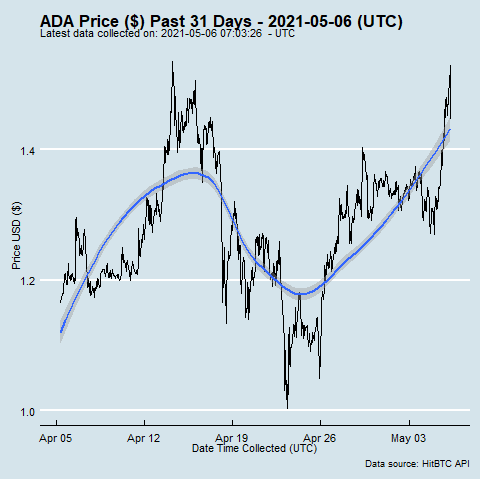 ADA Price ($) Past 31 Days - 2021-05-06 (UTC)
Latest data collected on: 2021-05-06 07:03:26  - UTC
Price USD ($)
1.4
1.2
1.0
Apr 05
Apr 12
Apr 19
Apr 26
May 03
Date Time Collected (UTC)
Data source: HitBTC API